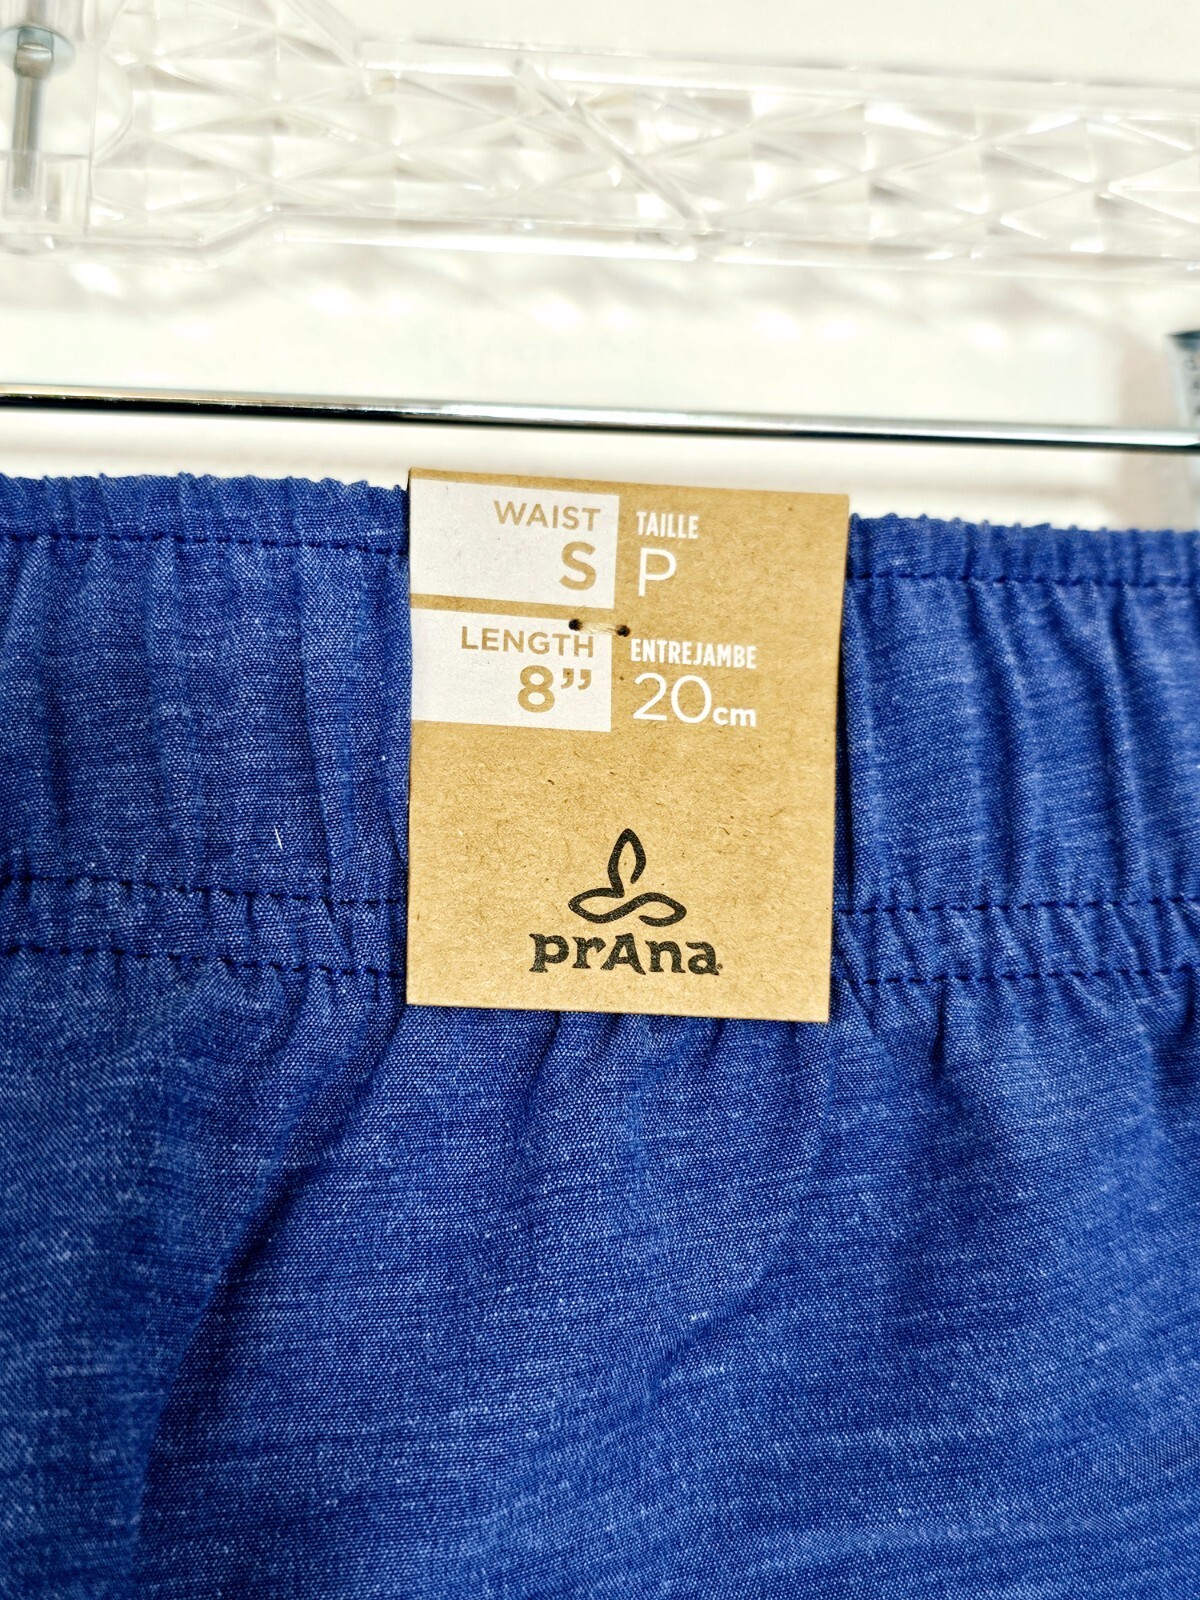 WAIST TAILLE
S P
LENGTH ENTREJAMBE
8” 20cm
prAna